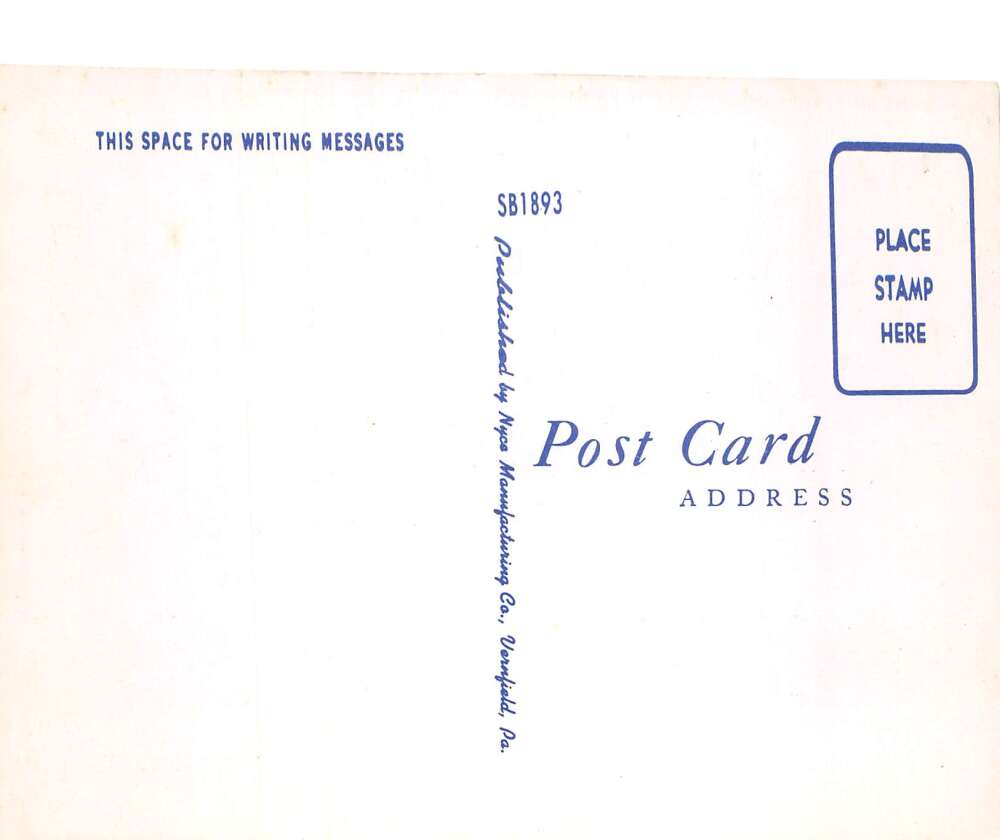 THIS SPACE FOR WRITING MESSAGES
SB1893
Published by Nyce Manufacturing Co., Vernfield, Pa.
PLACE
STAMP
HERE
Post Card
ADDRESS